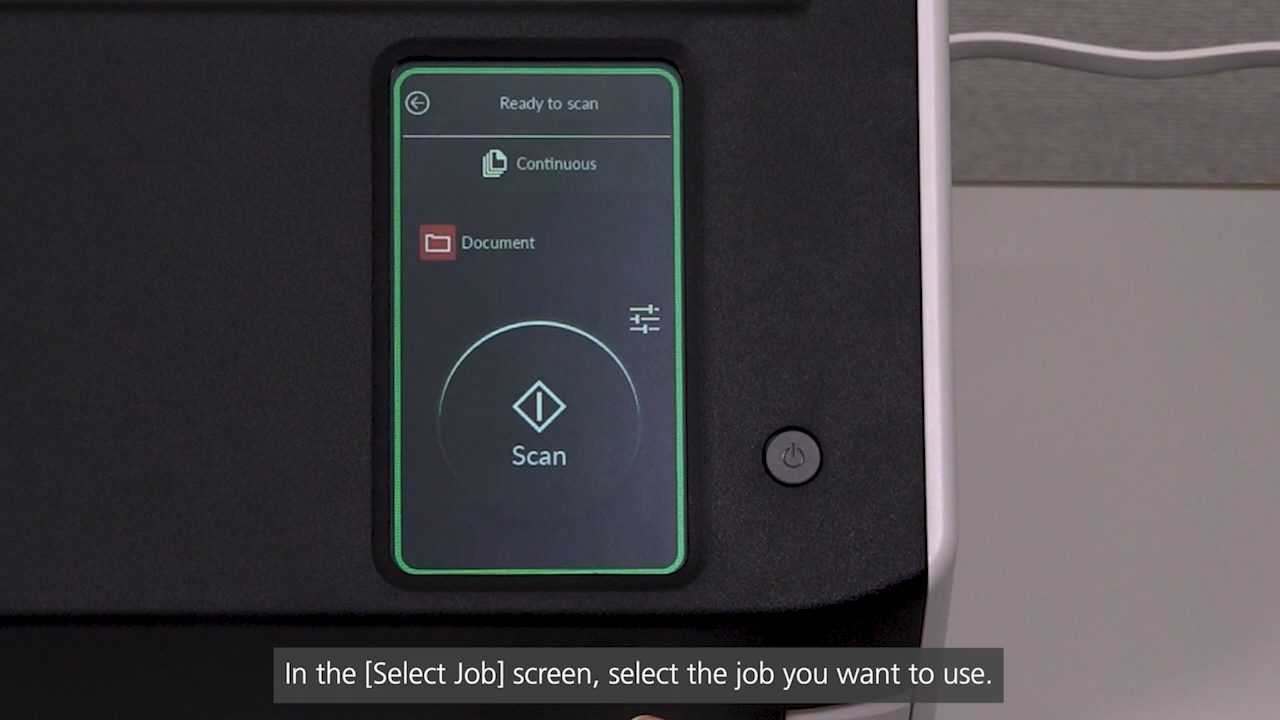 Ready to scan
Continuous
Document
Scan
In the [Select Job] screen, select the job you want to use.